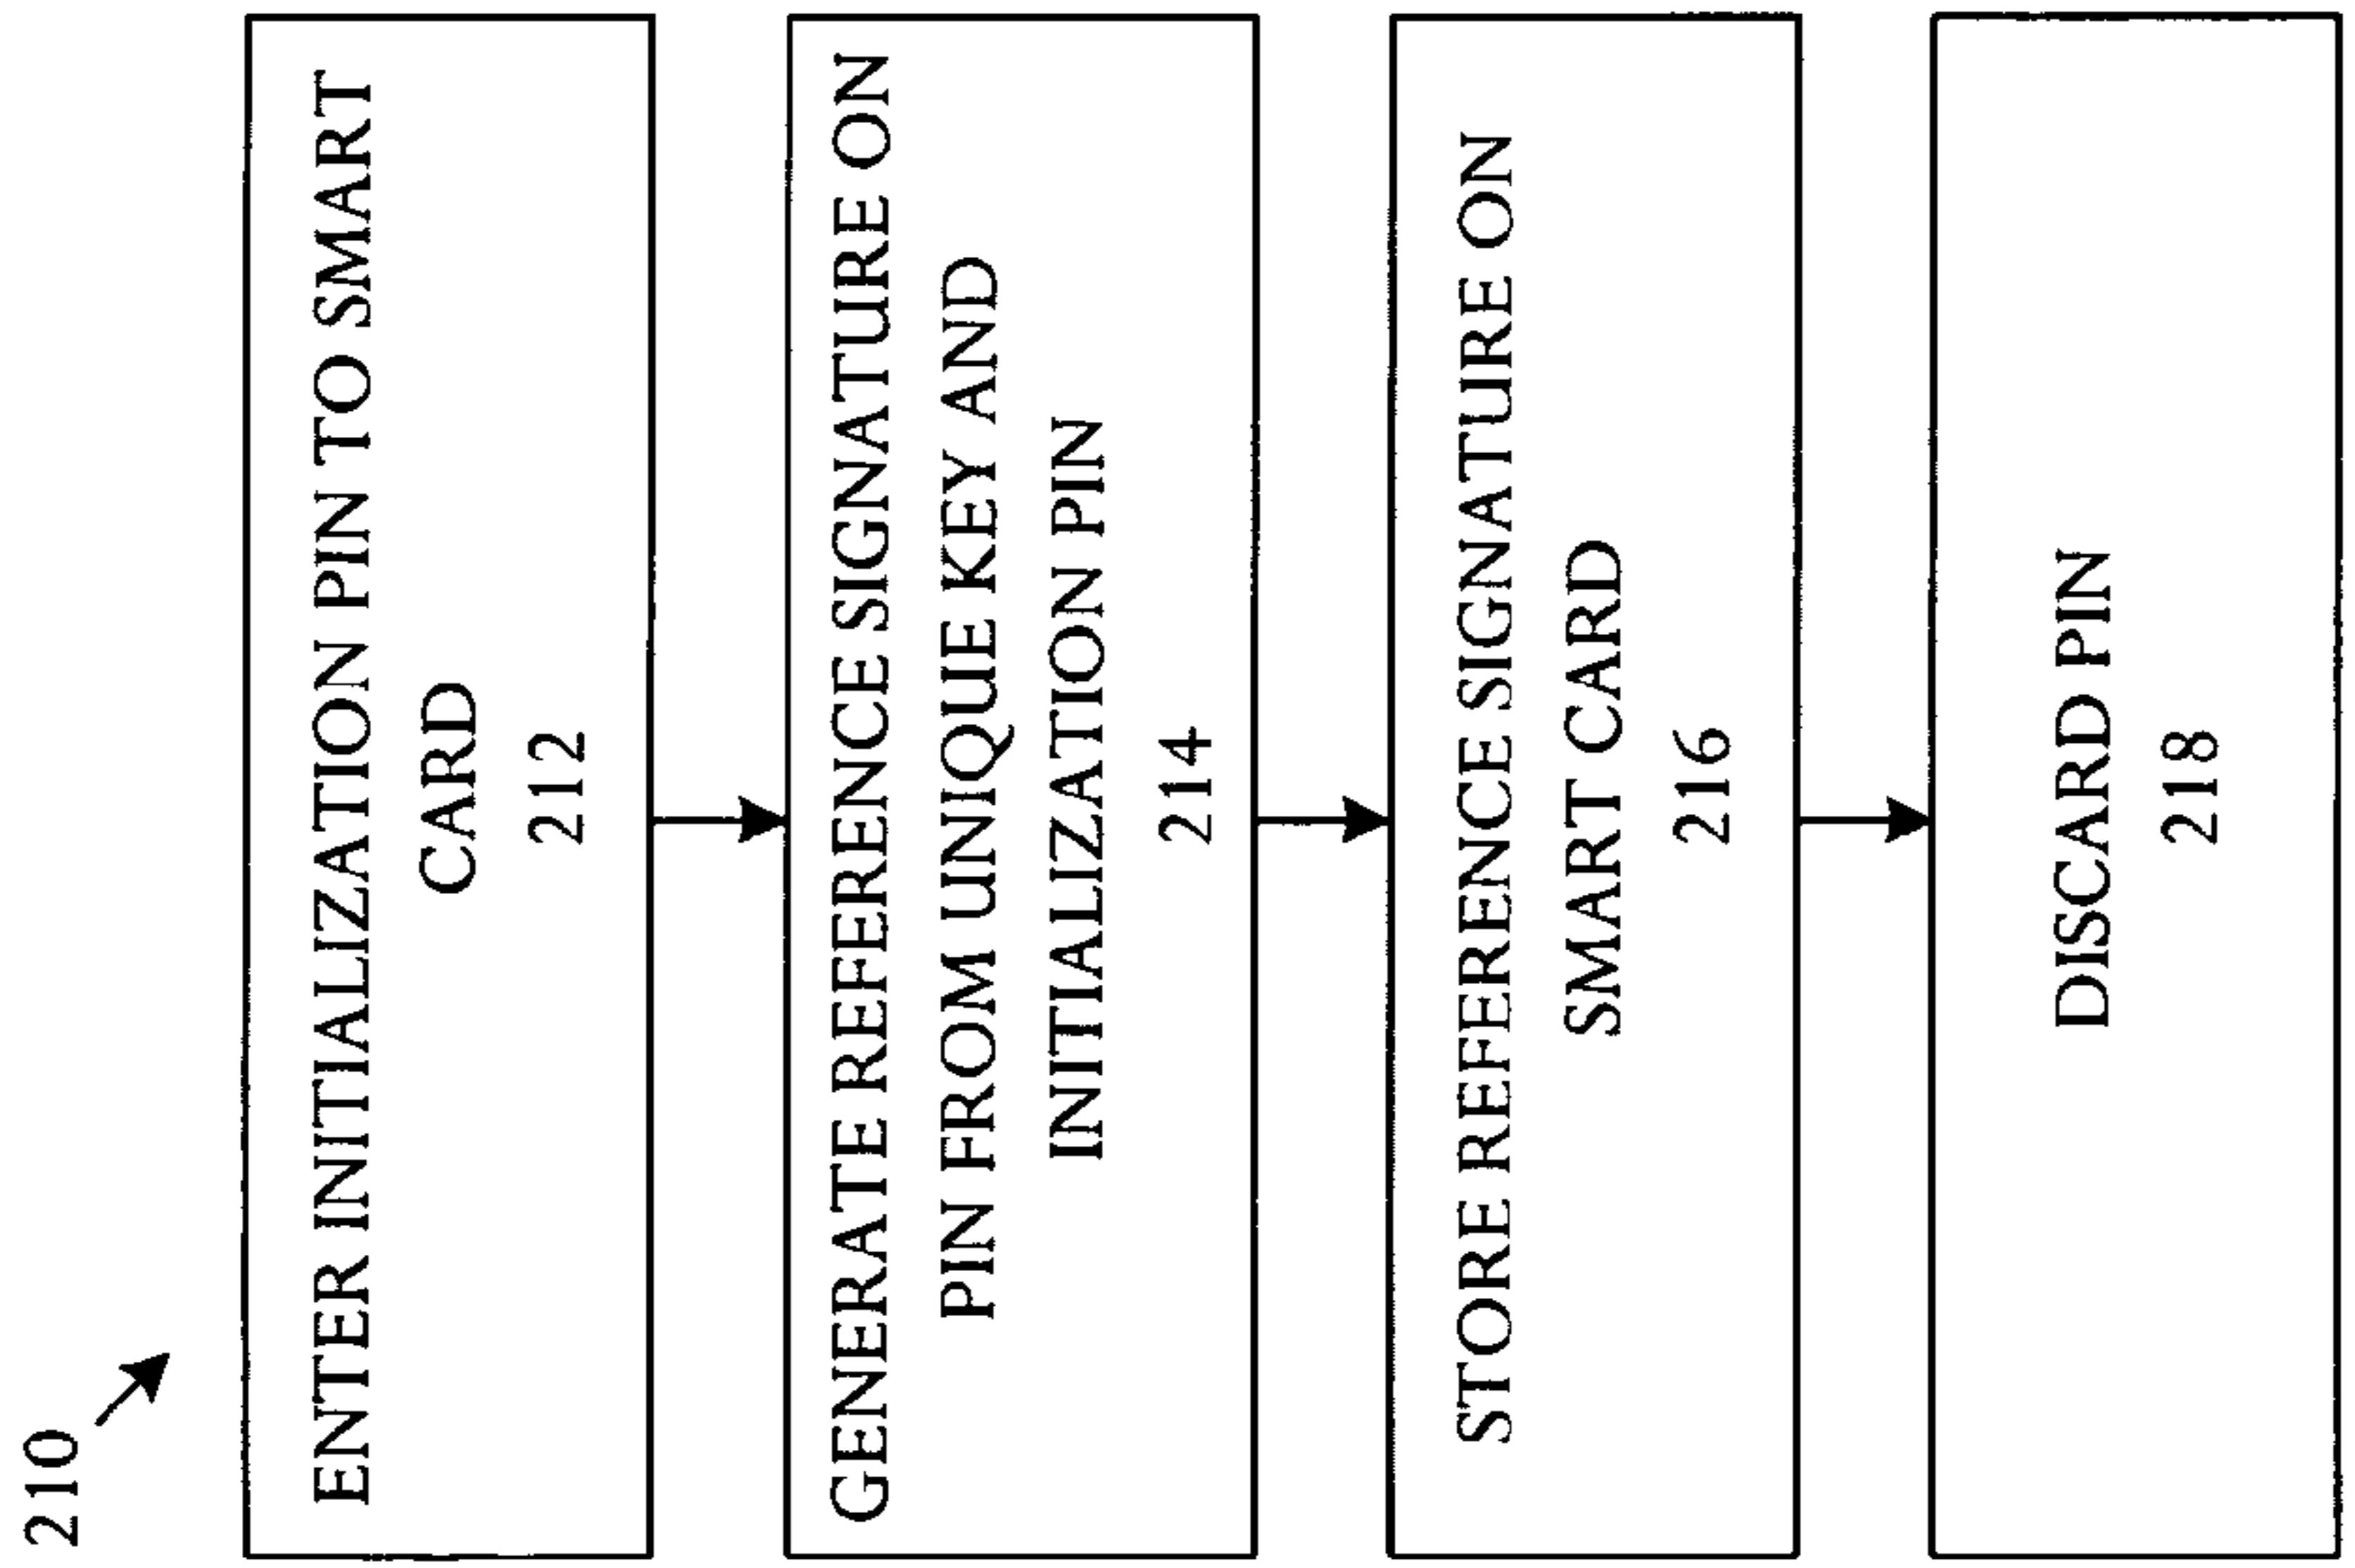 210
ENTER INITIALIZATION PIN TO SMART
CARD
212
GENERATE REFERENCE SIGNATURE ON
PIN FROM UNIQUE KEY AND
INITIALIZATION PIN
214
STORE REFERENCE SIGNATURE ON
SMART CARD
216
DISCARD PIN
218